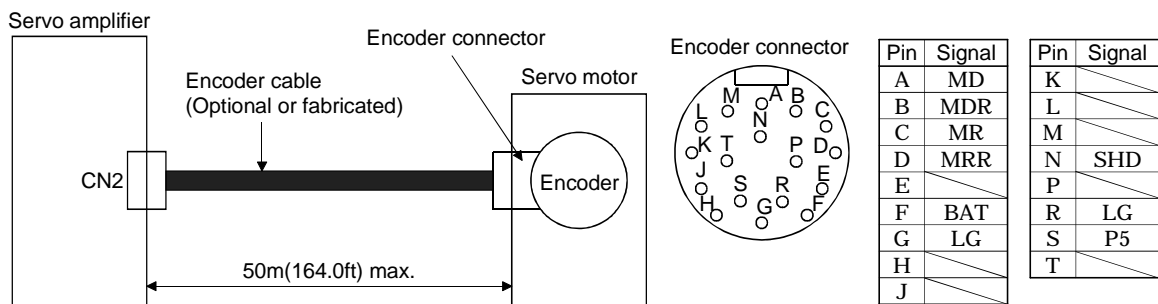 Servo amplifier
Encoder connector
Encoder connector
Encoder cable
(Optional or fabricated)
Servo motor
CN2
Encoder
50m(164.0ft) max.
M
A
B
L
N
C
K
T
P
D
J
S
R
E
H
G
F
Pin Signal
A MD
B MDR
C MR
D MRR
E
F BAT
G LG
H
J
Pin Signal
K
L
M
N SHD
P
R LG
S P5
T